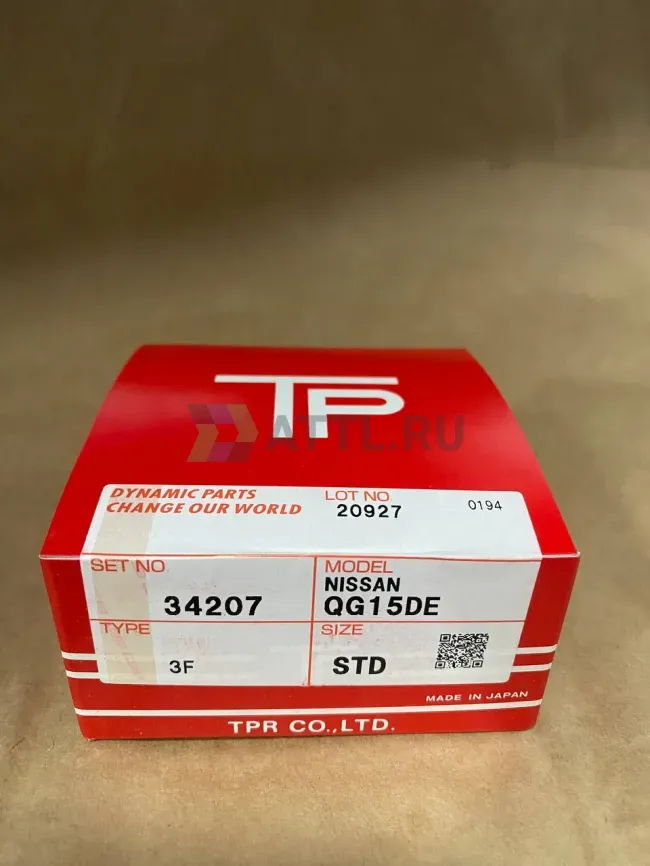 TP
ATTL.RU
DYNAMIC PARTS
CHANGE OUR WORLD
LOT NO
20927
0194
SET NO
34207
MODEL
NISSAN
QG15DE
TYPE
3F
SIZE
STD
MADE IN JAPAN
TPR CO.,LTD.